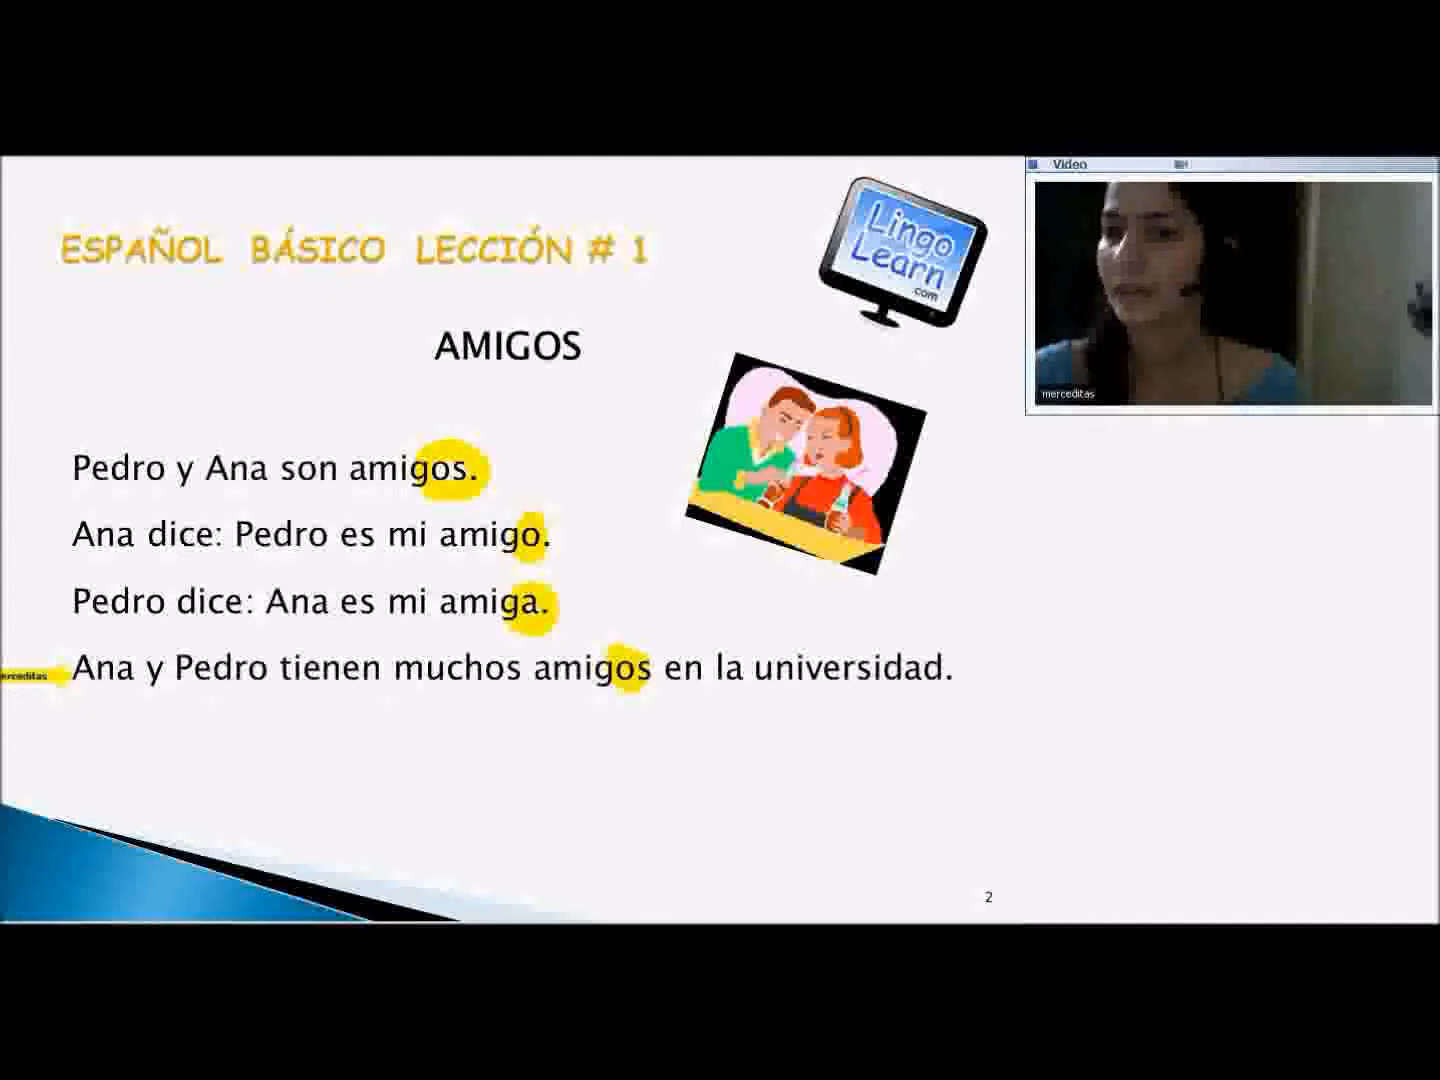 Video
Lingo
Learn
.com
ESPAÑOL BÁSICO LECCIÓN # 1
AMIGOS
merceditas
Pedro y Ana son amigos.
Ana dice: Pedro es mi amigo.
Pedro dice: Ana es mi amiga.
erceditas
Ana y Pedro tienen muchos amigos en la universidad.
2